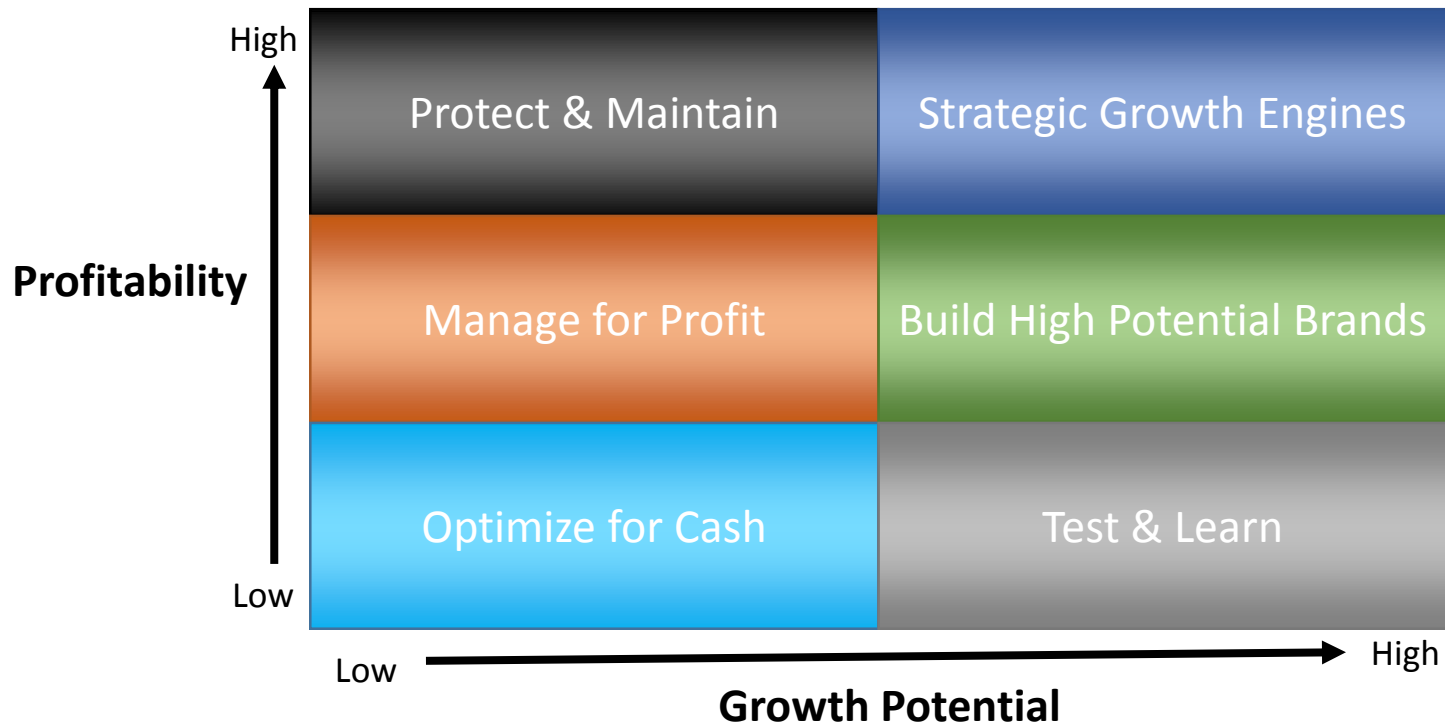 High
Protect & Maintain
Strategic Growth Engines
Profitability
Manage for Profit
Build High Potential Brands
Optimize for Cash
Test & Learn
Low
Low
High
Growth Potential